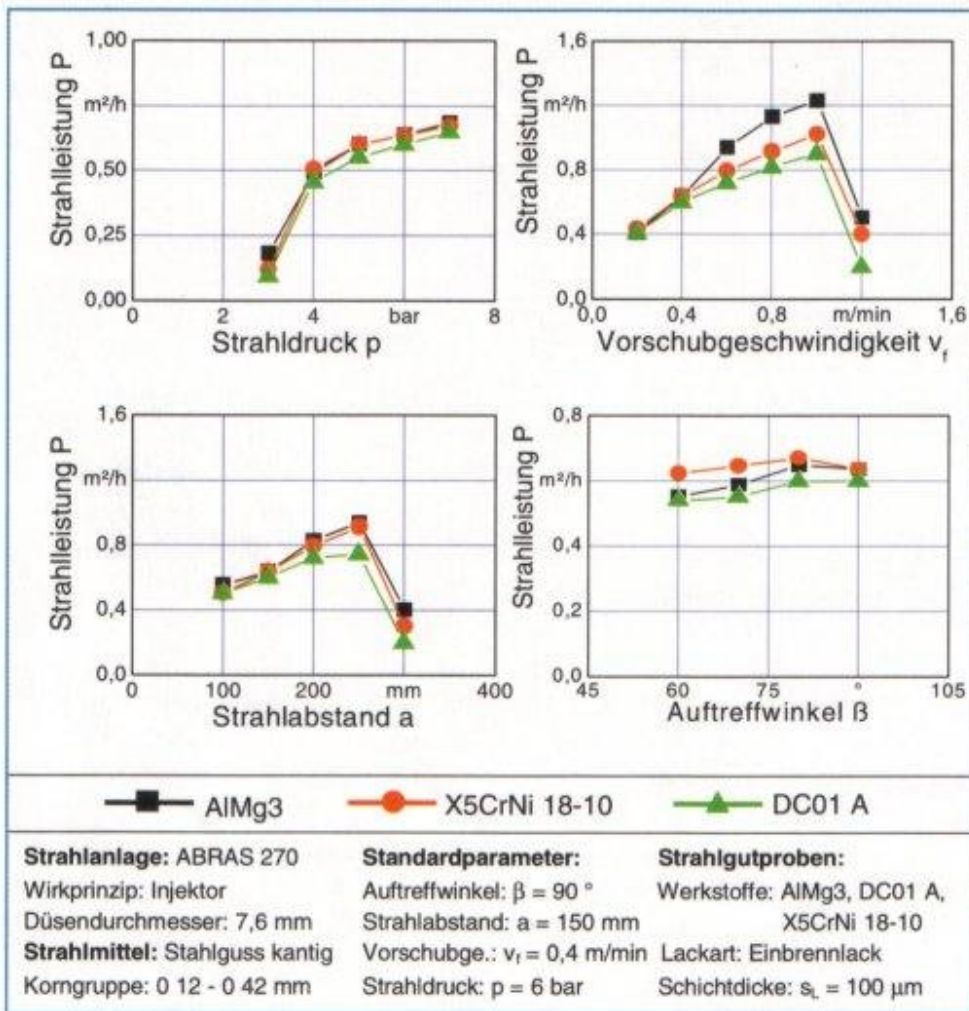 1,00
Strahlleistung P
m²/h
0,50
0,25
0,00
0 2 4 bar 8
Strahldruck p
1,6
Strahlleistung P
m²/h
0,8
0,4
0,0
0,0 0,4 0,8 m/min 1,6
Vorschubgeschwindigkeit v_f
1,6
Strahlleistung P
m²/h
0,8
0,4
0,0
0 100 200 mm 400
Strahlabstand a
0,8
Strahlleistung P
m²/h
0,4
0,2
0,0
45 60 75 ° 105
Auftreffwinkel ß
AlMg3 X5CrNi 18-10 DC01 A
Strahlanlage: ABRAS 270
Wirkprinzip: Injektor
Düsendurchmesser: 7,6 mm
Strahlmittel: Stahlguss kantig
Korngruppe: 0 12 - 0 42 mm
Standardparameter:
Auftreffwinkel: β = 90 °
Strahlabstand: a = 150 mm
Vorschubge.: v_f = 0,4 m/min
Strahldruck: p = 6 bar
Strahlgutproben:
Werkstoffe: AlMg3, DC01 A,
X5CrNi 18-10
Lackart: Einbrennlack
Schichtdicke: s_L = 100 µm